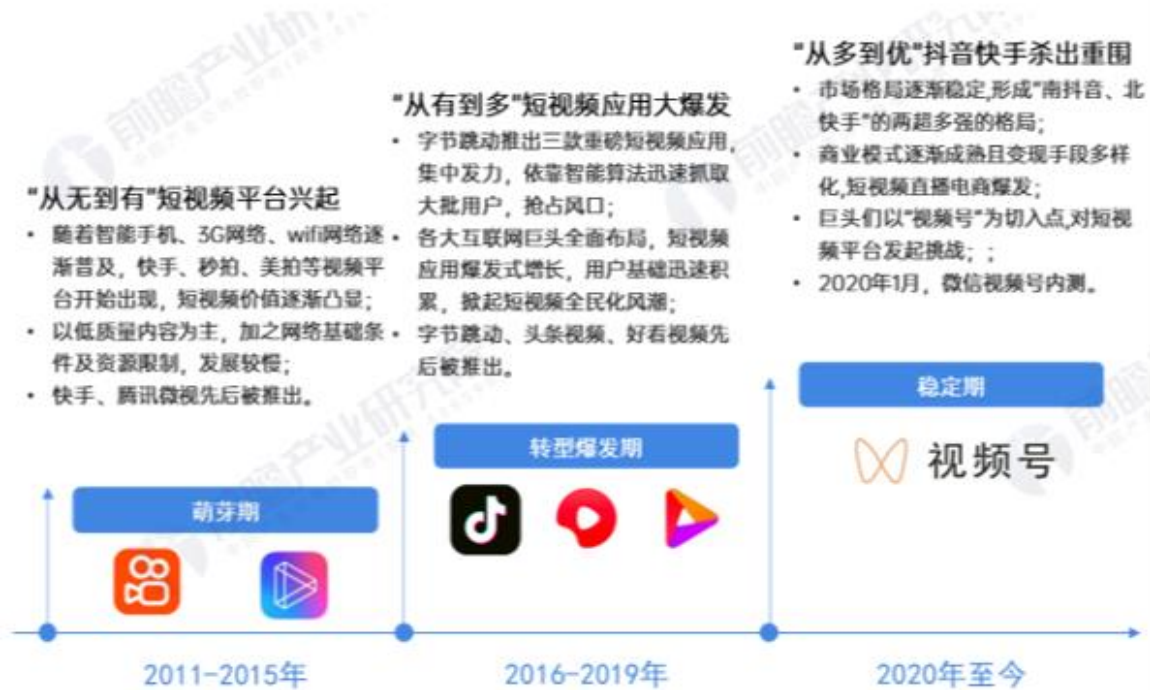 "从无到有"短视频平台兴起
• 随着智能手机、3G网络、wifi网络逐
渐普及，快手、秒拍、美拍等视频平
台开始出现，短视频价值逐渐凸显；
• 以低质量内容为主，加之网络基础条
件及资源限制，发展较慢；
• 快手、腾讯微视先后被推出。
萌芽期
2011-2015年
"从有到多"短视频应用大爆发
• 字节跳动推出三款重磅短视频应用，
集中发力，依靠智能算法迅速抓取
大批用户，抢占风口；
• 各大互联网巨头全面布局，短视频
应用爆发式增长，用户基础迅速积
累，掀起短视频全民化风潮；
• 字节跳动、头条视频、好看视频先
后被推出。
转型爆发期
2016-2019年
"从多到优"抖音快手杀出重围
• 市场格局逐渐稳定,形成"南抖音、北
快手"的两超多强的格局；
• 商业模式逐渐成熟且变现手段多样
化,短视频直播电商爆发；
• 巨头们以"视频号"为切入点,对短视
频平台发起挑战；；
• 2020年1月，微信视频号内测。
稳定期
视频号
2020年至今
前瞻产业研究院